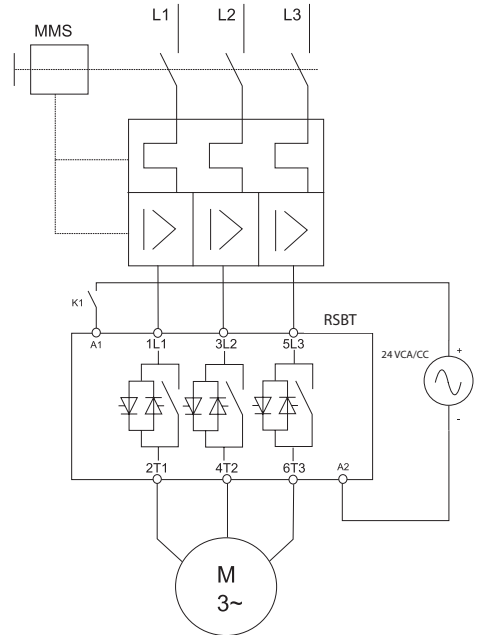 L1 L2 L3
MMS
K1
RSBT
A1 1L1 3L2 5L3
24 VCA/CC
+
-
2T1 4T2 6T3 A2
M
3~